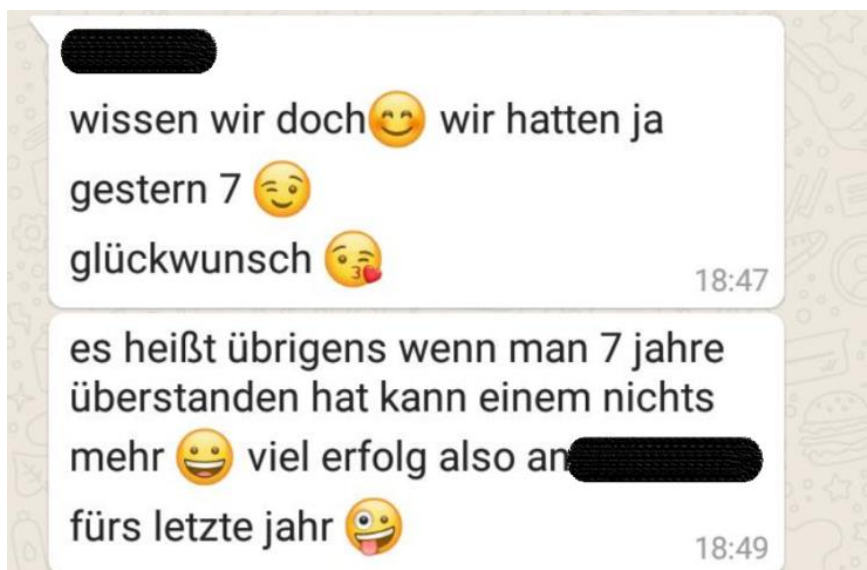 wissen wir doch😊 wir hatten ja
gestern 7 😉
glückwunsch 😘
18:47
es heißt übrigens wenn man 7 jahre
überstanden hat kann einem nichts
mehr 😀 viel erfolg also an
fürs letzte jahr 🤪
18:49